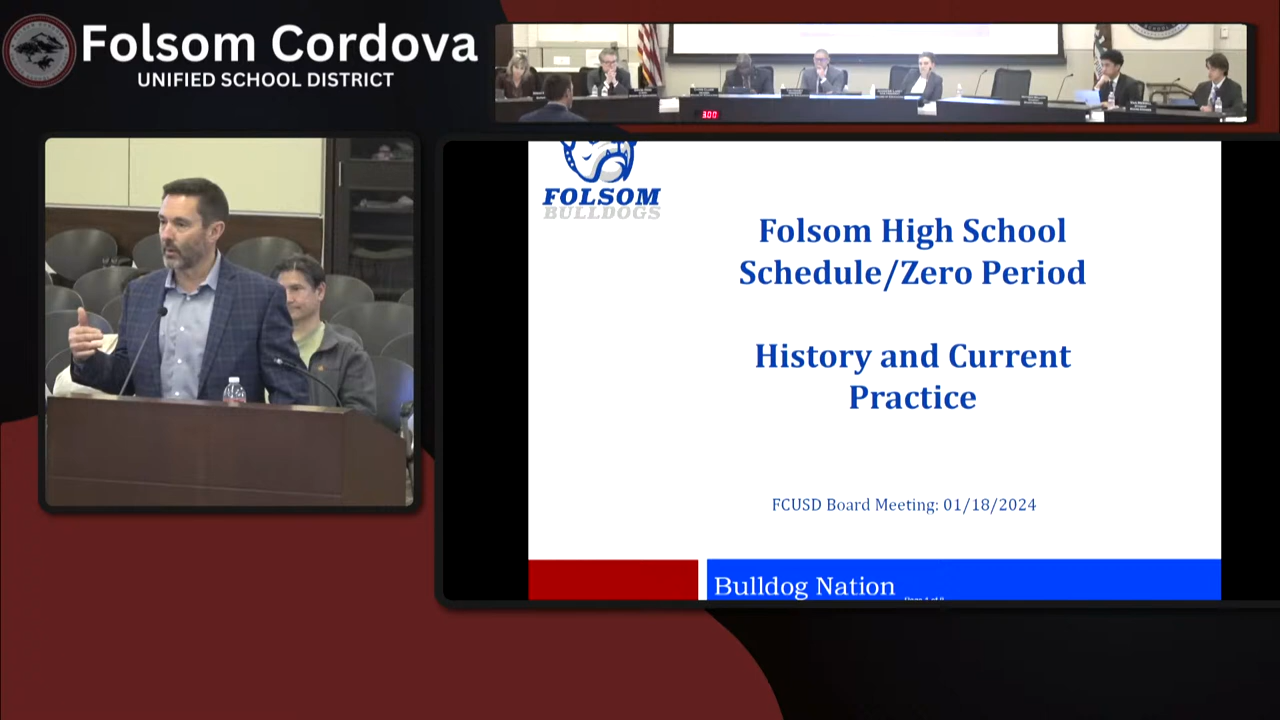 Folsom Cordova
UNIFIED SCHOOL DISTRICT
3:00
FOLSOM
BULLDOGS
Folsom High School
Schedule/Zero Period
History and Current
Practice
FCUSD Board Meeting: 01/18/2024
Bulldog Nation